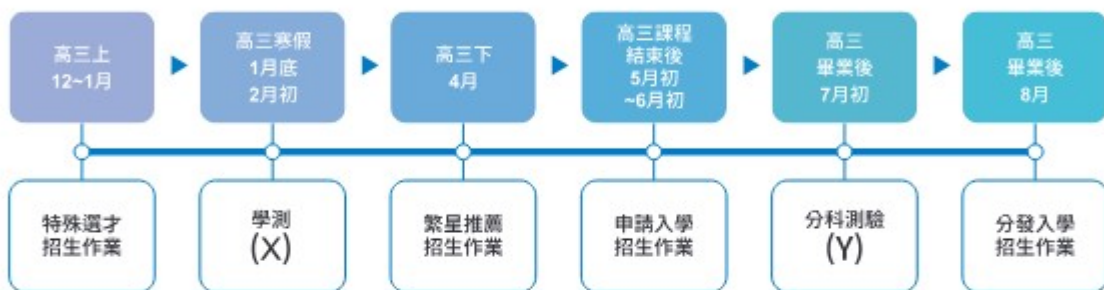 高三上
12~1月
高三寒假
1月底
2月初
高三下
4月
高三課程
結束後
5月初
~6月初
高三
畢業後
7月初
高三
畢業後
8月
特殊選才
招生作業
學測
(X)
繁星推薦
招生作業
申請入學
招生作業
分科測驗
(Y)
分發入學
招生作業